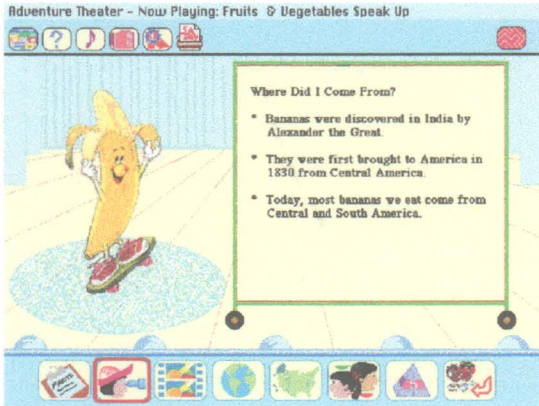 Adventure Theater - Now Playing: Fruits & Vegetables Speak Up
Where Did I Come From?
* Bananas were discovered in India by
Alexander the Great.
* They were first brought to America in
1830 from Central America.
* Today, most bananas we eat come from
Central and South America.
FACTS
5